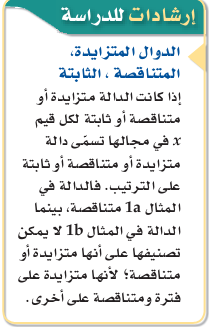 إرشادات للدراسة
الدوال المتزايدة،
المتناقصة ، الثابتة
إذا كانت الدالة متزايدة أو
متناقصة أو ثابتة لكل قيم
x في مجالها تسمّى دالة
متزايدة أو متناقصة أو ثابتة
على الترتيب. فالدالة في
المثال 1a متناقصة، بينما
الدالة في المثال 1b لا يمكن
تصنيفها على أنها متزايدة أو
متناقصة؛ لأنها متزايدة على
فترة ومتناقصة على أخرى.